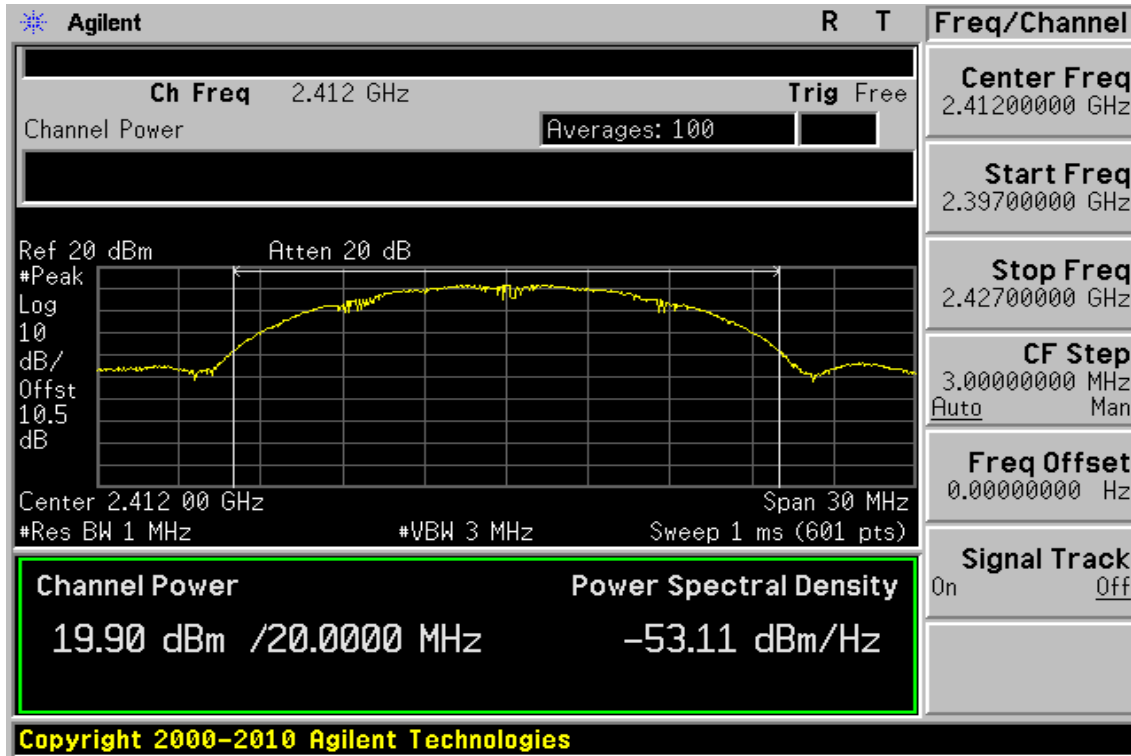 Agilent R T Freq/Channel
Ch Freq 2.412 GHz Trig Free
Channel Power Averages: 100
Center Freq
2.41200000 GHz
Start Freq
2.39700000 GHz
Stop Freq
2.42700000 GHz
CF Step
3.00000000 MHz
Auto Man
Freq Offset
0.00000000 Hz
Signal Track
On Off
Ref 20 dBm Atten 20 dB
#Peak
Log
10
dB/
Offst
10.5
dB
Center 2.412 00 GHz Span 30 MHz
#Res BW 1 MHz #VBW 3 MHz Sweep 1 ms (601 pts)
Channel Power Power Spectral Density
19.90 dBm /20.0000 MHz -53.11 dBm/Hz
Copyright 2000-2010 Agilent Technologies